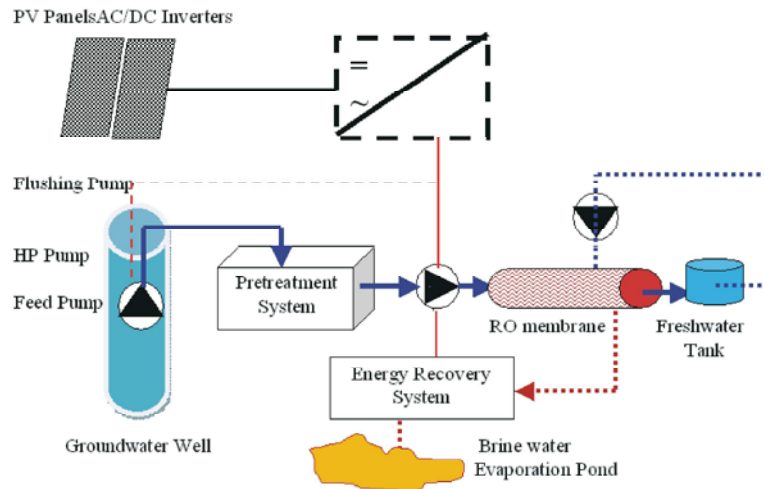 PV PanelsAC/DC Inverters
=
~
Flushing Pump
HP Pump
Feed Pump
Pretreatment
System
RO membrane
Freshwater
Tank
Energy Recovery
System
Groundwater Well
Brine water
Evaporation Pond